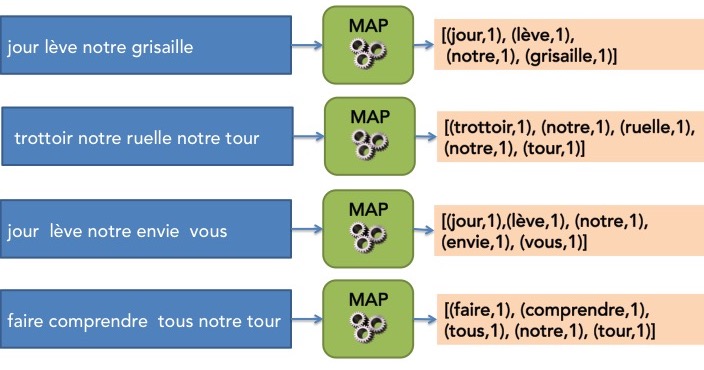 jour lève notre grisaille
MAP
[(jour,1), (lève,1),
(notre,1), (grisaille,1)]
trottoir notre ruelle notre tour
MAP
[(trottoir,1), (notre,1), (ruelle,1),
(notre,1), (tour,1)]
jour lève notre envie vous
MAP
[(jour,1),(lève,1), (notre,1),
(envie,1), (vous,1)]
faire comprendre tous notre tour
MAP
[(faire,1), (comprendre,1),
(tous,1), (notre,1), (tour,1)]